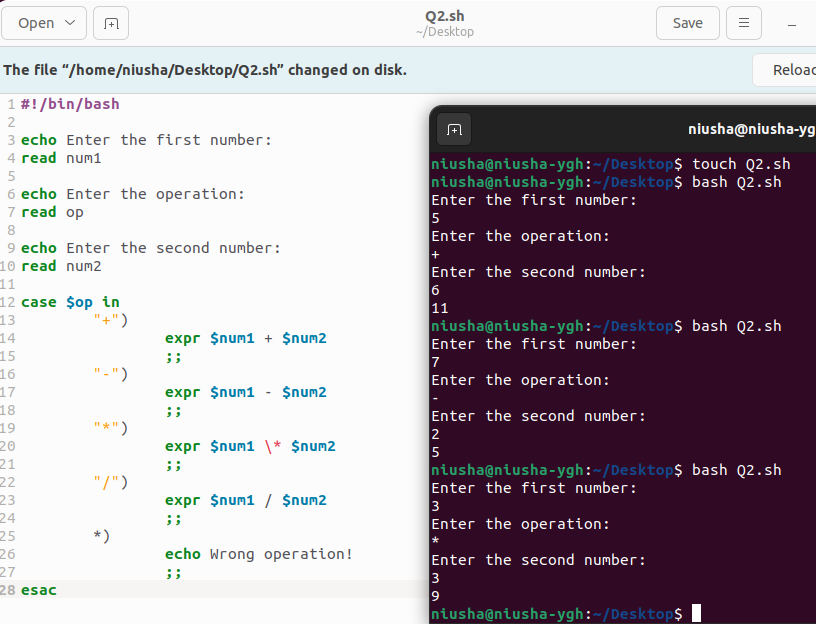 Open
Q2.sh
~/Desktop
Save
The file “/home/niusha/Desktop/Q2.sh” changed on disk.
Reloac
1 #!/bin/bash
2
3 echo Enter the first number:
4 read num1
5
6 echo Enter the operation:
7 read op
8
9 echo Enter the second number:
10 read num2
11
12 case $op in
13 "+")
14 expr $num1 + $num2
15 ;;
16 "-")
17 expr $num1 - $num2
18 ;;
19 "*")
20 expr $num1 \* $num2
21 ;;
22 "/")
23 expr $num1 / $num2
24 ;;
25 *)
26 echo Wrong operation!
27 ;;
28 esac
niusha@niusha-yg
niusha@niusha-ygh:~/Desktop$ touch Q2.sh
niusha@niusha-ygh:~/Desktop$ bash Q2.sh
Enter the first number:
5
Enter the operation:
+
Enter the second number:
6
11
niusha@niusha-ygh:~/Desktop$ bash Q2.sh
Enter the first number:
7
Enter the operation:
-
Enter the second number:
2
5
niusha@niusha-ygh:~/Desktop$ bash Q2.sh
Enter the first number:
3
Enter the operation:
*
Enter the second number:
3
9
niusha@niusha-ygh:~/Desktop$